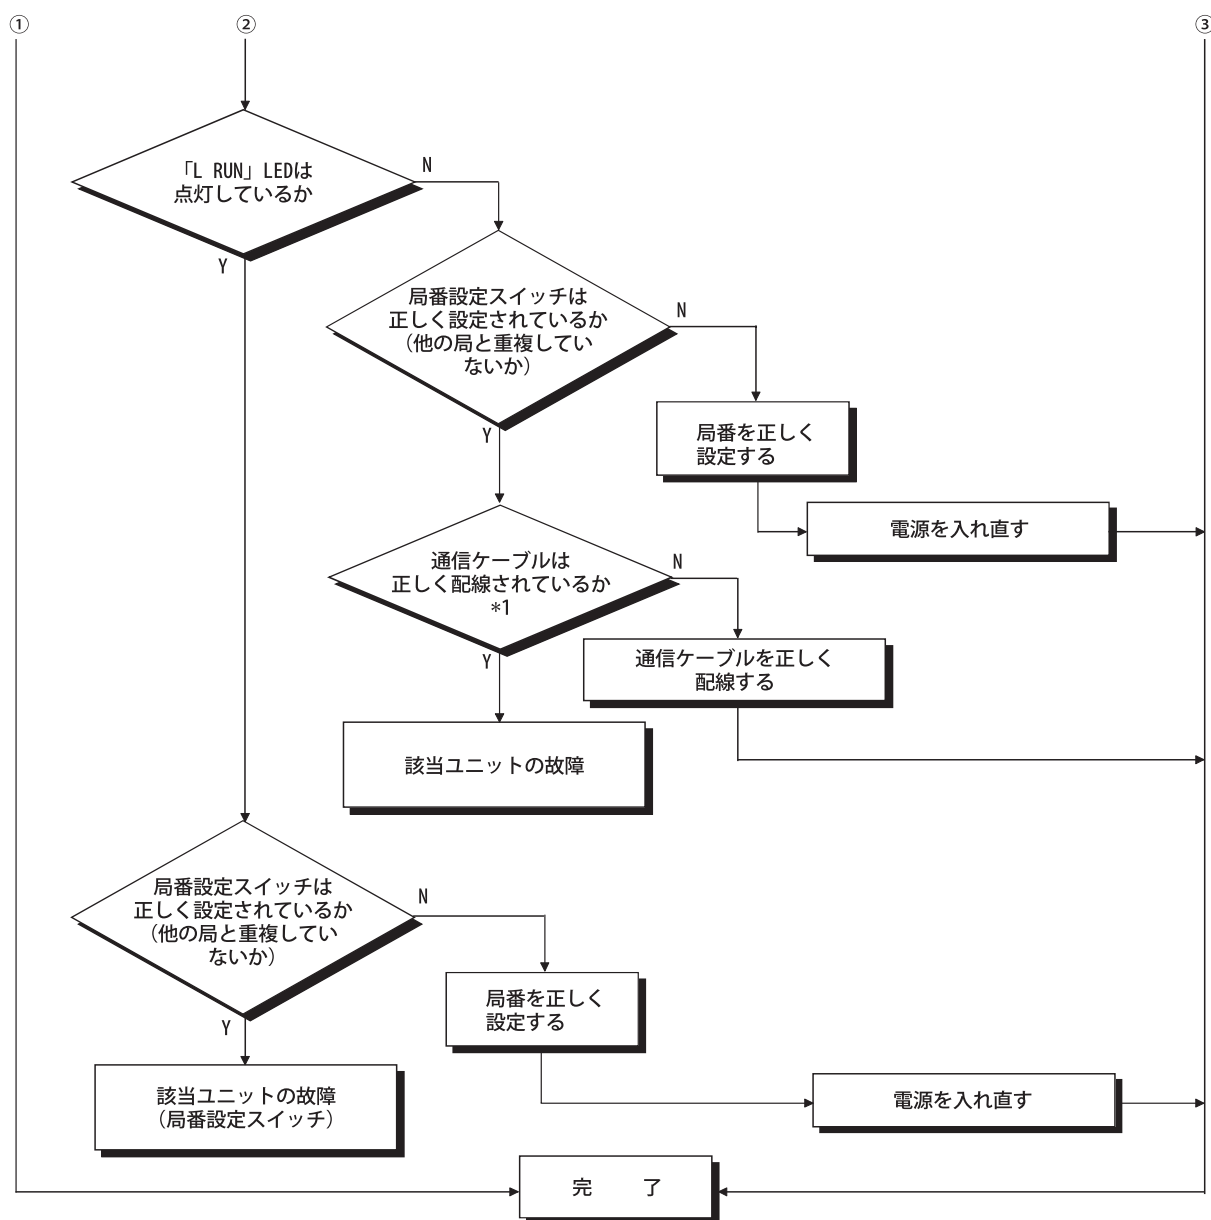 ①
②
③
「L RUN」LEDは
点灯しているか
N
Y
局番設定スイッチは
正しく設定されているか
（他の局と重複してい
ないか）
N
Y
局番を正しく
設定する
電源を入れ直す
通信ケーブルは
正しく配線されているか
*1
N
Y
通信ケーブルを正しく
配線する
該当ユニットの故障
局番設定スイッチは
正しく設定されているか
（他の局と重複してい
ないか）
N
Y
局番を正しく
設定する
該当ユニットの故障
（局番設定スイッチ）
電源を入れ直す
完　　了